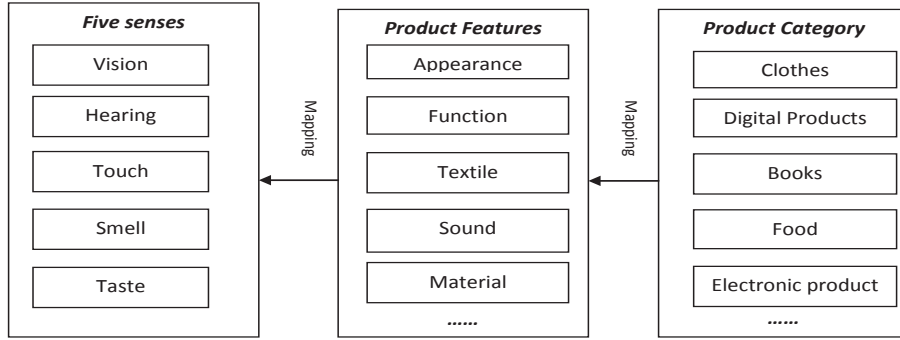 Five senses
Vision
Hearing
Touch
Smell
Taste
Mapping
Product Features
Appearance
Function
Textile
Sound
Material
......
Mapping
Product Category
Clothes
Digital Products
Books
Food
Electronic product
......